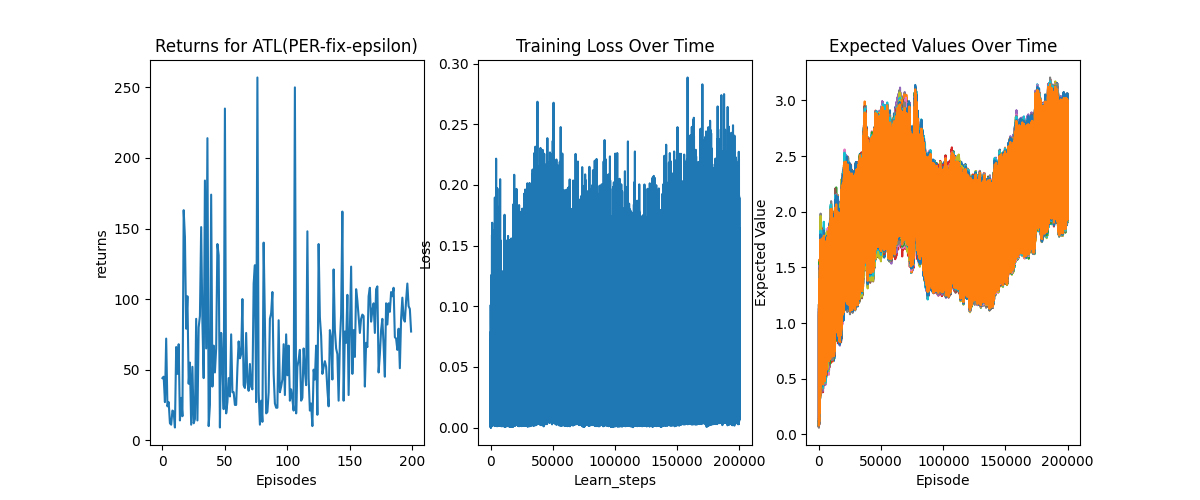 Returns for ATL(PER-fix-epsilon)
250
200
150
100
50
0
returns
0 50 100 150 200
Episodes
Training Loss Over Time
0.30
0.25
0.20
0.15
0.10
0.05
0.00
Loss
0 50000 100000 150000 200000
Learn_steps
Expected Values Over Time
3.0
2.5
2.0
1.5
1.0
0.5
0.0
Expected Value
0 50000 100000 150000 200000
Episode